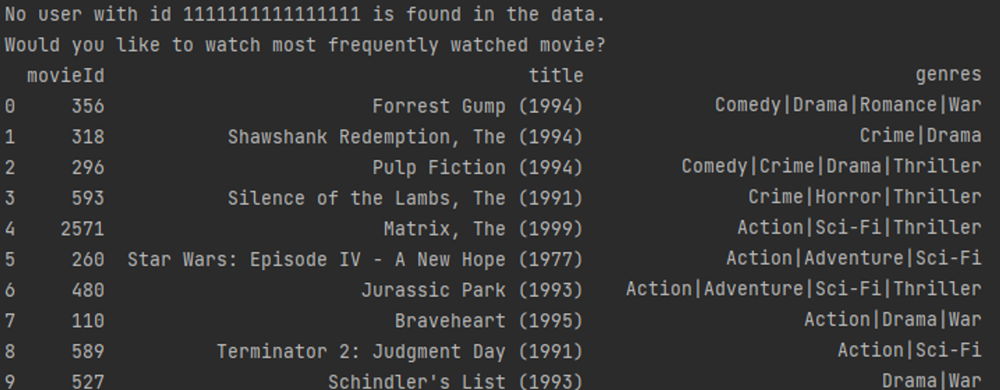 No user with id 1111111111111111 is found in the data.
Would you like to watch most frequently watched movie?
movieId title genres
0 356 Forrest Gump (1994) Comedy|Drama|Romance|War
1 318 Shawshank Redemption, The (1994) Crime|Drama
2 296 Pulp Fiction (1994) Comedy|Crime|Drama|Thriller
3 593 Silence of the Lambs, The (1991) Crime|Horror|Thriller
4 2571 Matrix, The (1999) Action|Sci-Fi|Thriller
5 260 Star Wars: Episode IV - A New Hope (1977) Action|Adventure|Sci-Fi
6 480 Jurassic Park (1993) Action|Adventure|Sci-Fi|Thriller
7 110 Braveheart (1995) Action|Drama|War
8 589 Terminator 2: Judgment Day (1991) Action|Sci-Fi
9 527 Schindler's List (1993) Drama|War